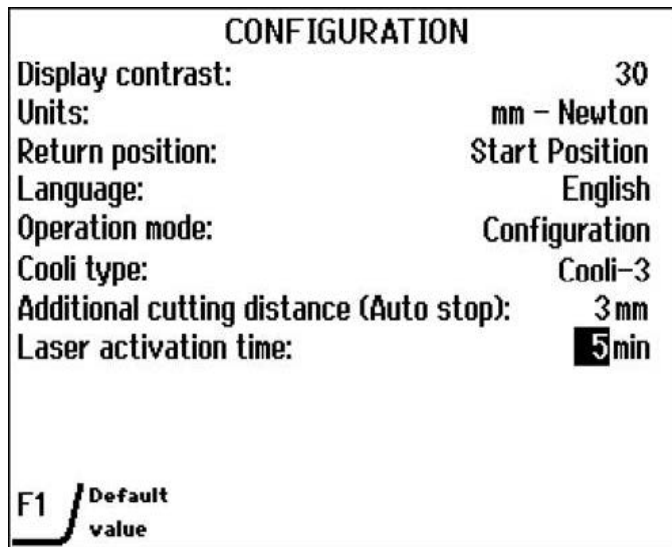 CONFIGURATION
Display contrast: 30
Units: mm - Newton
Return position: Start Position
Language: English
Operation mode: Configuration
Cooli type: Cooli-3
Additional cutting distance (Auto stop): 3 mm
Laser activation time: 5 min
F1 Default
value